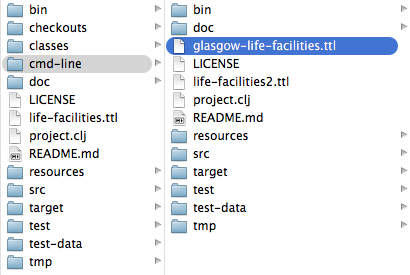 bin
checkouts
classes
cmd-line
doc
LICENSE
life-facilities.ttl
project.clj
README.md
resources
src
target
test
test-data
tmp
bin
doc
glasgow-life-facilities.ttl
LICENSE
life-facilities2.ttl
project.clj
README.md
resources
src
target
test
test-data
tmp